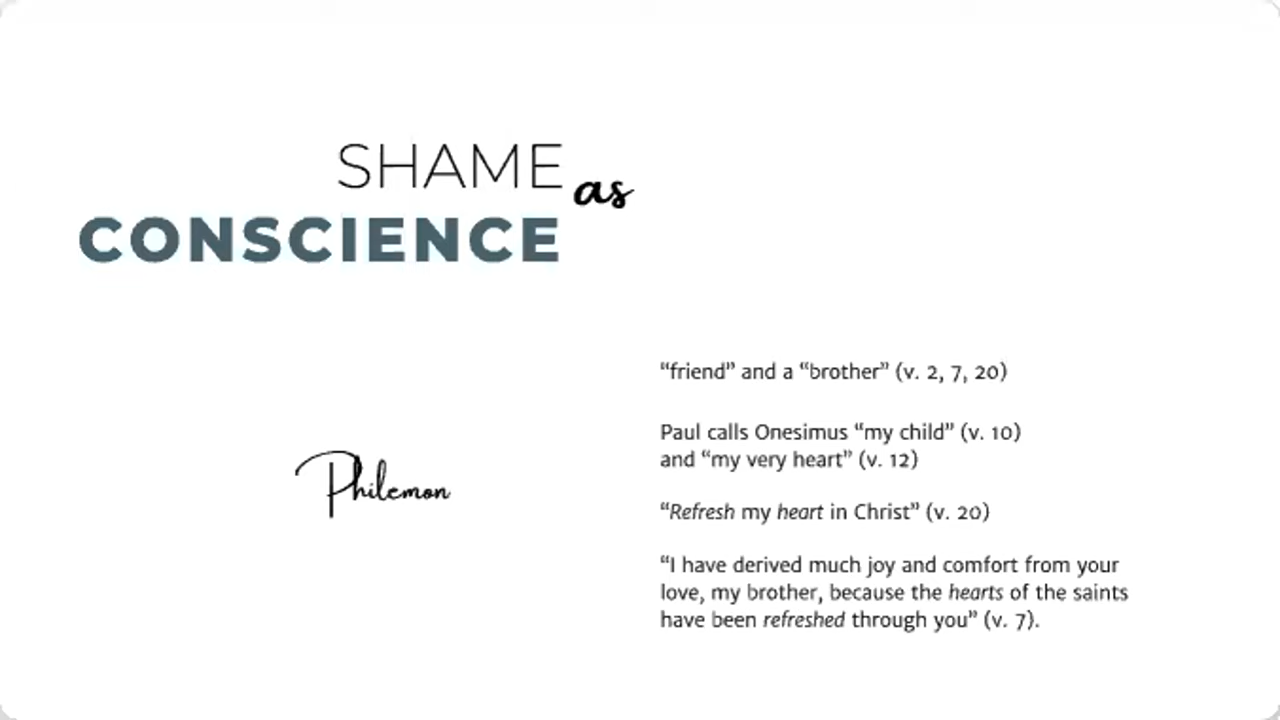 SHAME as
CONSCIENCE
“friend” and a “brother” (v. 2, 7, 20)
Paul calls Onesimus “my child” (v. 10)
and “my very heart” (v. 12)
Philemon
“Refresh my heart in Christ” (v. 20)
“I have derived much joy and comfort from your
love, my brother, because the hearts of the saints
have been refreshed through you” (v. 7).